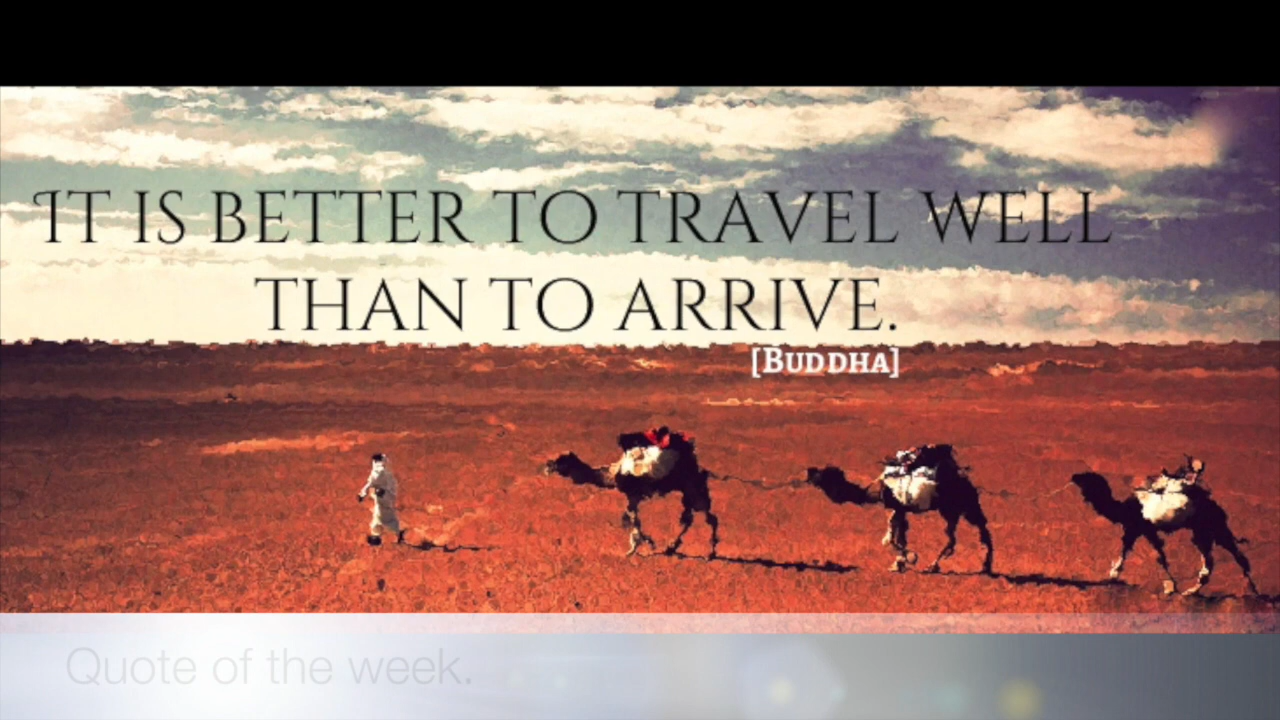 It is better to travel well
than to arrive.
[Buddha]
Quote of the week.